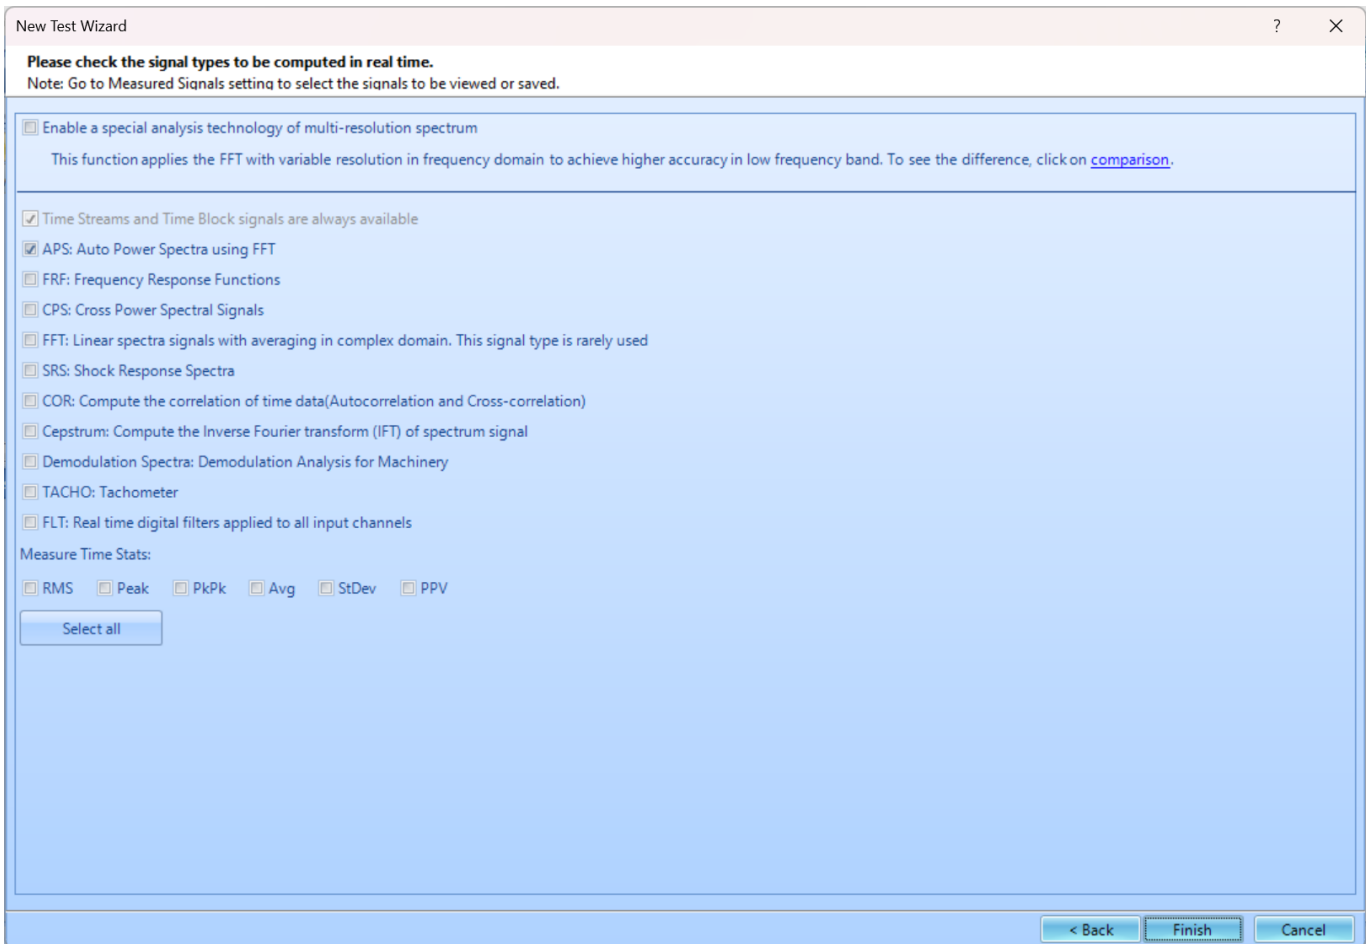 New Test Wizard
?
Please check the signal types to be computed in real time.
Note: Go to Measured Signals setting to select the signals to be viewed or saved.
Enable a special analysis technology of multi-resolution spectrum
This function applies the FFT with variable resolution in frequency domain to achieve higher accuracy in low frequency band. To see the difference, click on comparison.
Time Streams and Time Block signals are always available
APS: Auto Power Spectra using FFT
FRF: Frequency Response Functions
CPS: Cross Power Spectral Signals
FFT: Linear spectra signals with averaging in complex domain. This signal type is rarely used
SRS: Shock Response Spectra
COR: Compute the correlation of time data(Autocorrelation and Cross-correlation)
Cepstrum: Compute the Inverse Fourier transform (IFT) of spectrum signal
Demodulation Spectra: Demodulation Analysis for Machinery
TACHO: Tachometer
FLT: Real time digital filters applied to all input channels
Measure Time Stats:
RMS Peak PkPk Avg StDev PPV
Select all
< Back Finish Cancel